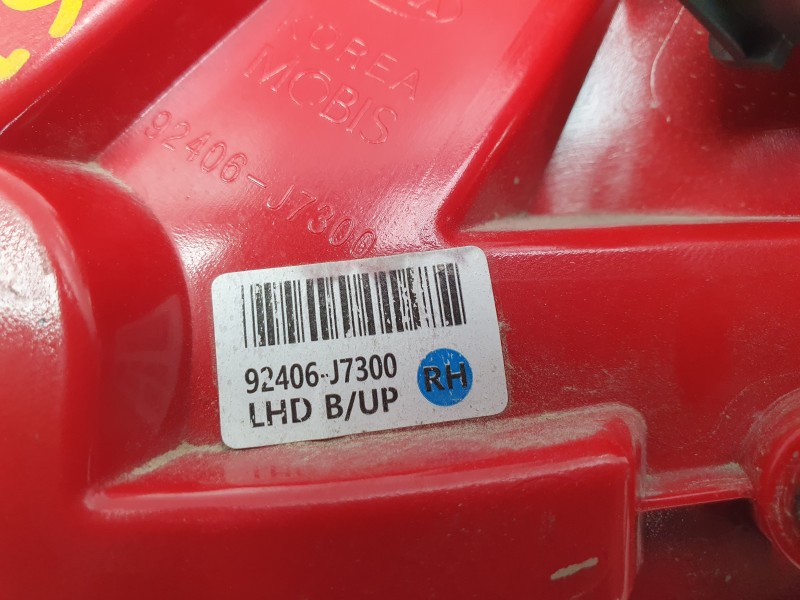 KOREA
MOBIS
92406-J7300
92406-J7300
RH
LHD B/UP